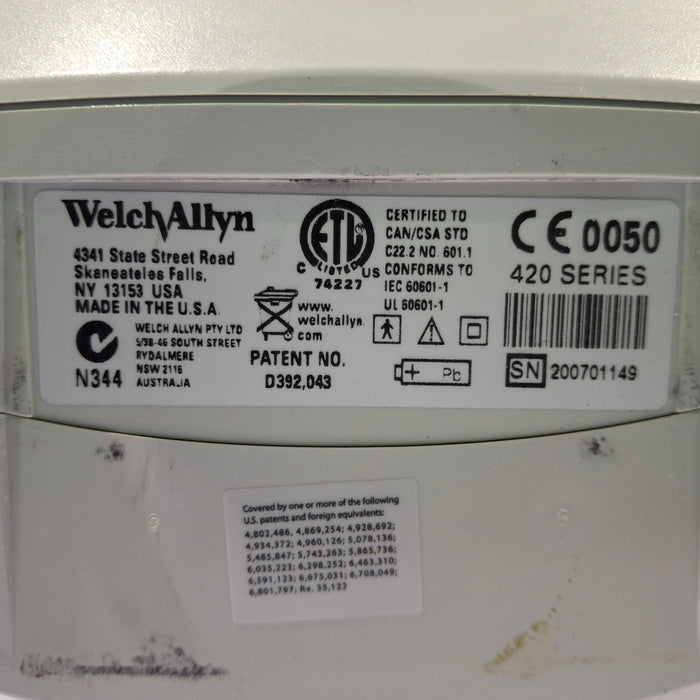 WelchAllyn
4341 State Street Road
Skaneateles Falls,
NY 13153 USA
MADE IN THE U.S.A.
N344
WELCH ALLYN PTY LTD
5/38-46 SOUTH STREET
RYDALMERE
NSW 2116
AUSTRALIA
ETL
LISTED
C US
74227
www.
welchallyn
.com
PATENT NO.
D392,043
CERTIFIED TO
CAN/CSA STD
C22.2 NO. 601.1
CONFORMS TO
IEC 60601-1
UL 60601-1
+ Pb
CE 0050
420 SERIES
SN 200701149
Covered by one or more of the following
U.S. patents and foreign equivalents:
4,802,486, 4,869,254; 4,928,692;
4,934,372; 4,960,126; 5,078,136;
5,485,847; 5,743,263; 5,865,736;
6,035,223; 6,298,252; 6,463,310;
6,591,123; 6,675,031; 6,708,049;
6,801,797; Re. 35,122